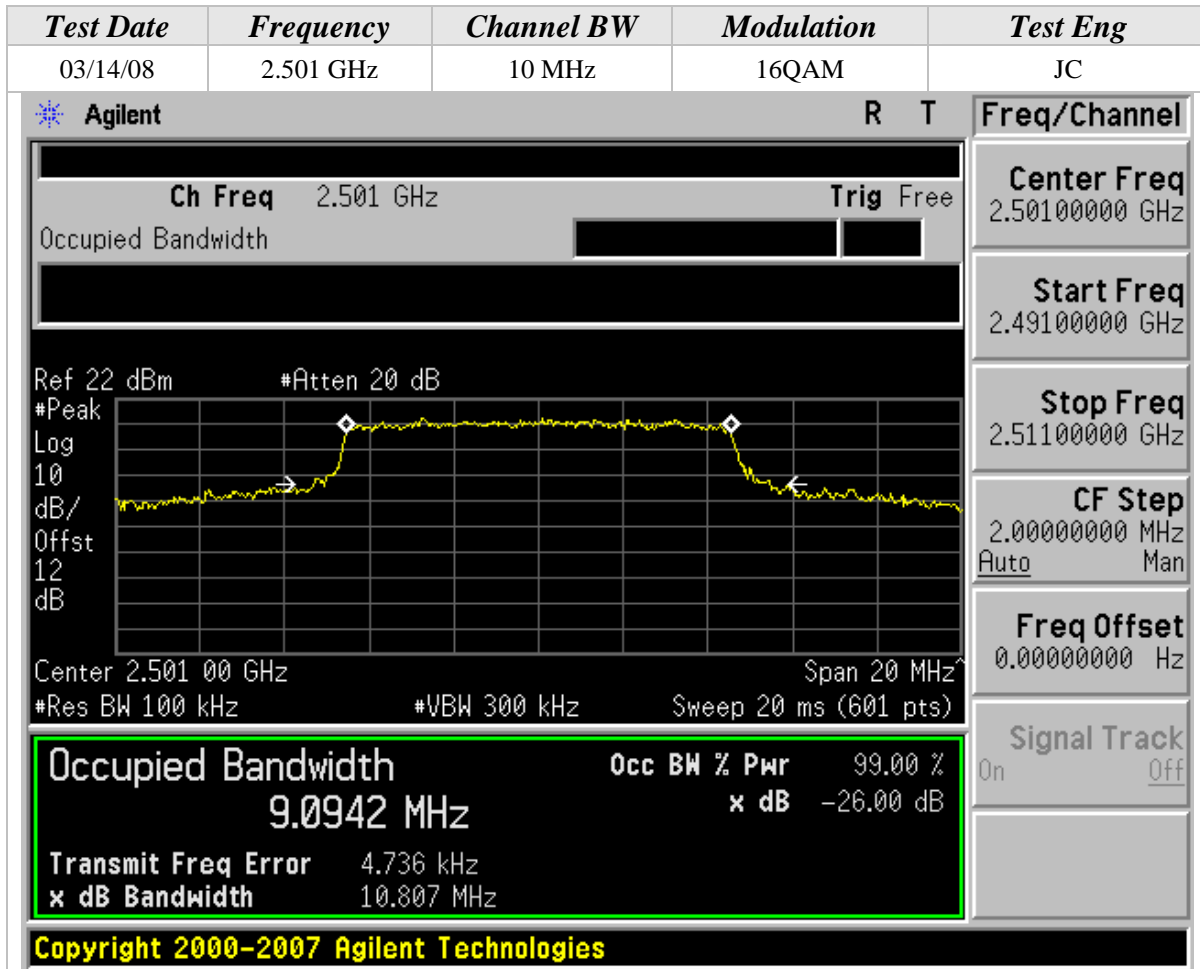 Test Date Frequency Channel BW Modulation Test Eng
03/14/08 2.501 GHz 10 MHz 16QAM JC
Agilent R T Freq/Channel
Ch Freq 2.501 GHz Trig Free
Occupied Bandwidth
Center Freq
2.50100000 GHz
Start Freq
2.49100000 GHz
Stop Freq
2.51100000 GHz
CF Step
2.00000000 MHz
Auto Man
Freq Offset
0.00000000 Hz
Signal Track
On Off
Ref 22 dBm #Atten 20 dB
#Peak
Log
10
dB/
Offst
12
dB
Center 2.501 00 GHz Span 20 MHz^
#Res BW 100 kHz #VBW 300 kHz Sweep 20 ms (601 pts)
Occupied Bandwidth Occ BW % Pwr 99.00 %
9.0942 MHz x dB -26.00 dB
Transmit Freq Error 4.736 kHz
x dB Bandwidth 10.807 MHz
Copyright 2000-2007 Agilent Technologies